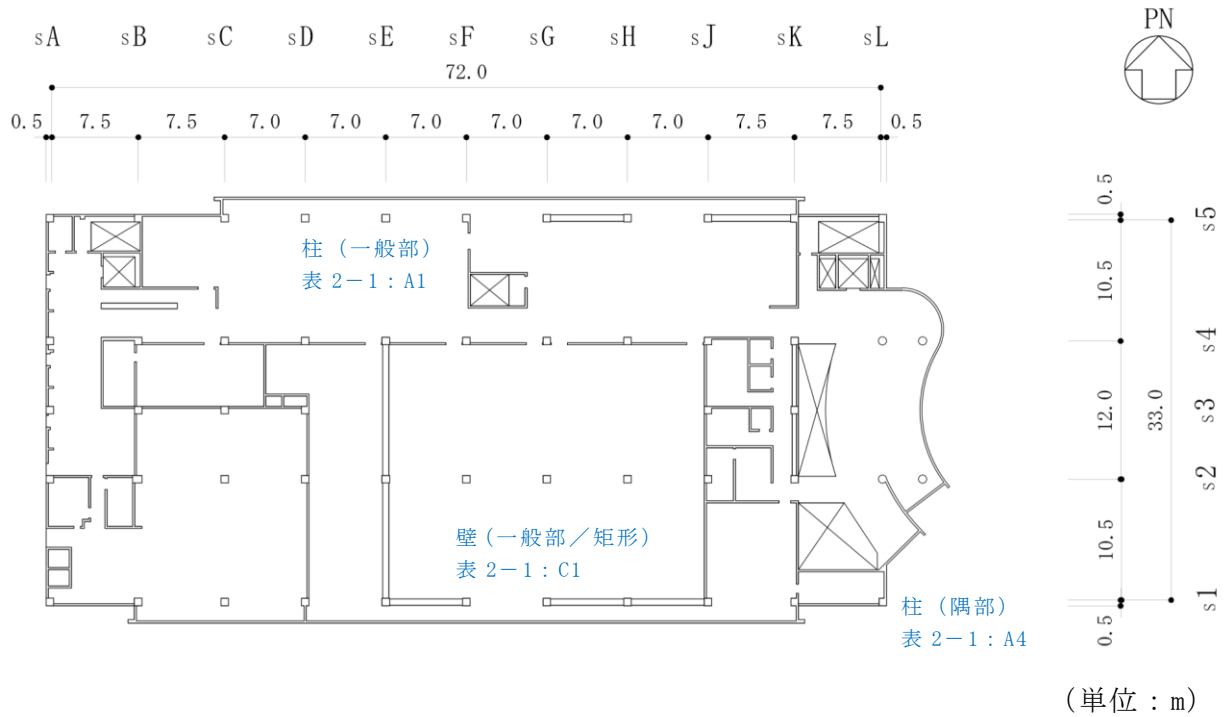 sA sB sC sD sE sF sG sH sJ sK sL
PN
72.0
0.5 7.5 7.5 7.0 7.0 7.0 7.0 7.0 7.0 7.5 7.5 0.5
0.5
s5
10.5
s4
12.0
33.0
s3
s2
10.5
s1
0.5
柱（一般部）
表2－1：A1
壁（一般部／矩形）
表2－1：C1
柱（隅部）
表2－1：A4
（単位：m）